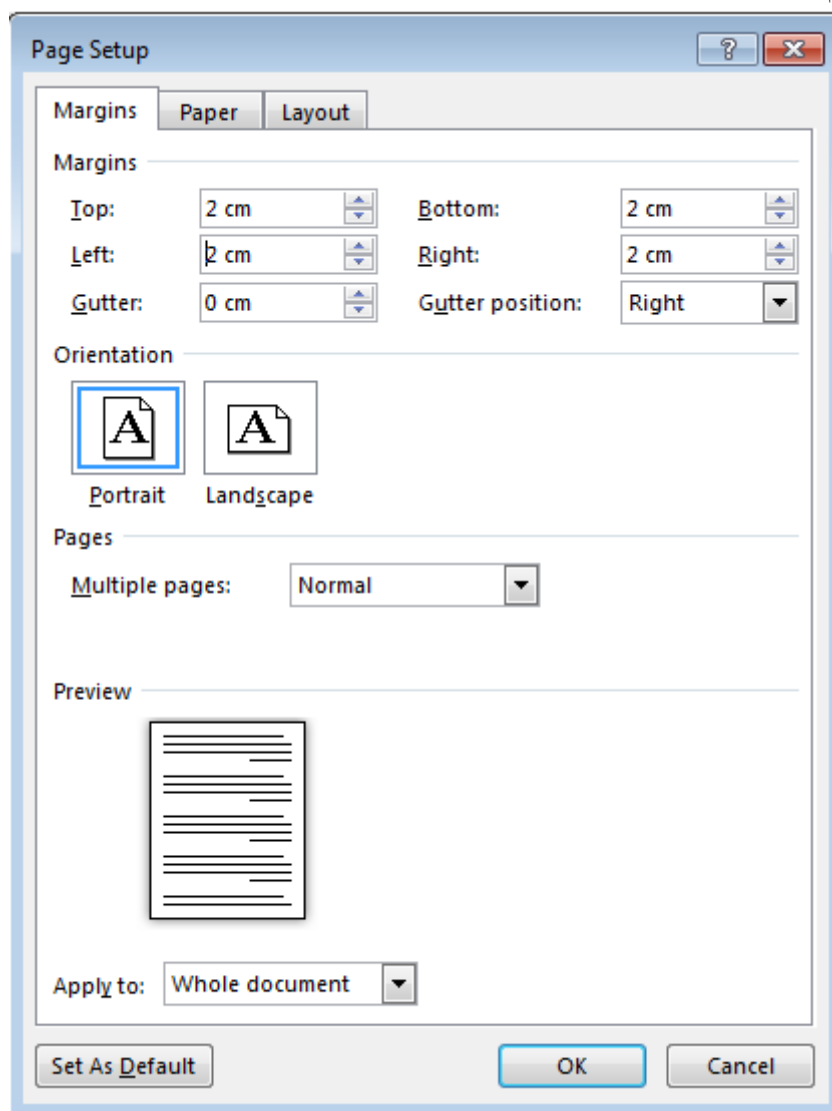 Page Setup
Margins Paper Layout
Margins
Top: 2 cm Bottom: 2 cm
Left: 2 cm Right: 2 cm
Gutter: 0 cm Gutter position: Right
Orientation
A A
Portrait Landscape
Pages
Multiple pages: Normal
Preview
Apply to: Whole document
Set As Default OK Cancel